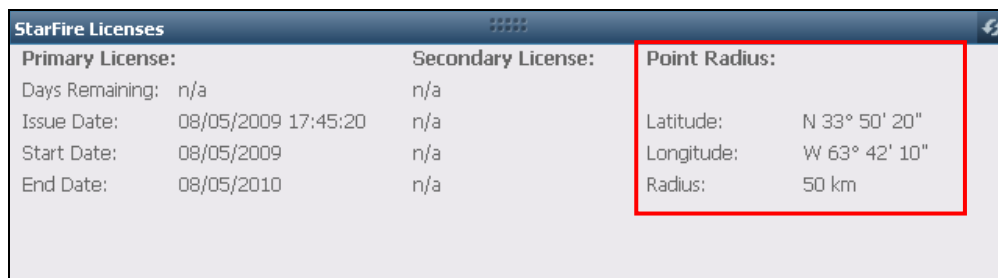 StarFire Licenses
Primary License: Secondary License: Point Radius:
Days Remaining: n/a n/a
Issue Date: 08/05/2009 17:45:20 n/a Latitude: N 33° 50' 20"
Start Date: 08/05/2009 n/a Longitude: W 63° 42' 10"
End Date: 08/05/2010 n/a Radius: 50 km